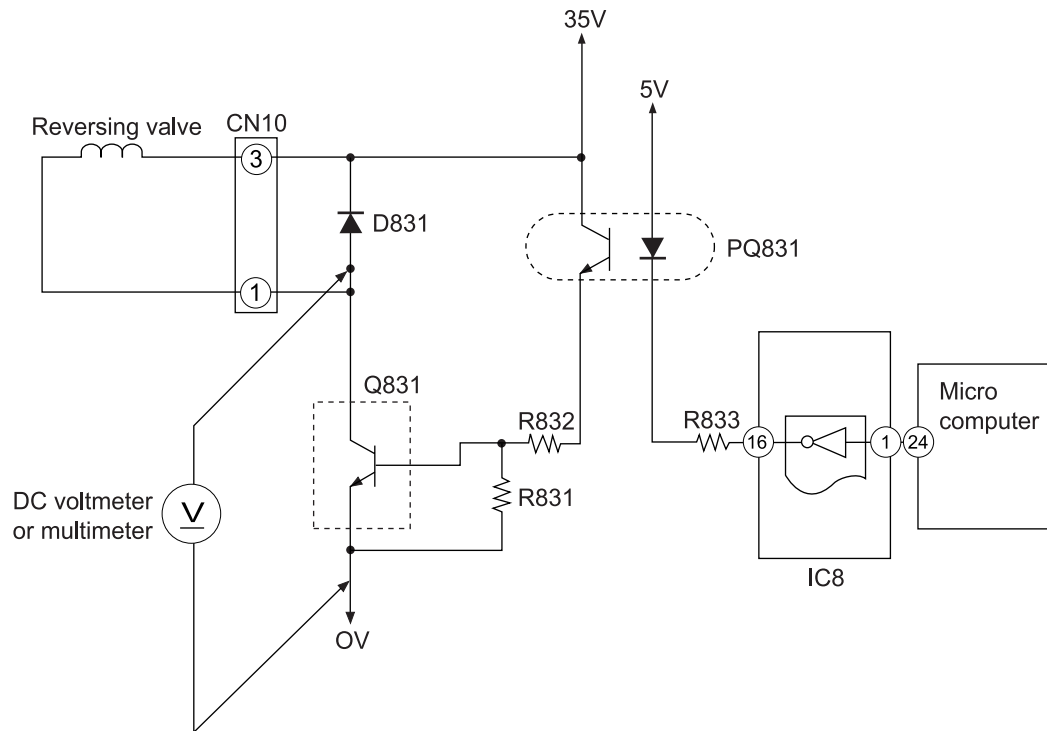 35V
5V
Reversing valve
CN10
3
D831
PQ831
1
Q831
R832
R833
16
1
24
Micro
computer
R831
DC voltmeter
or multimeter
V
IC8
OV